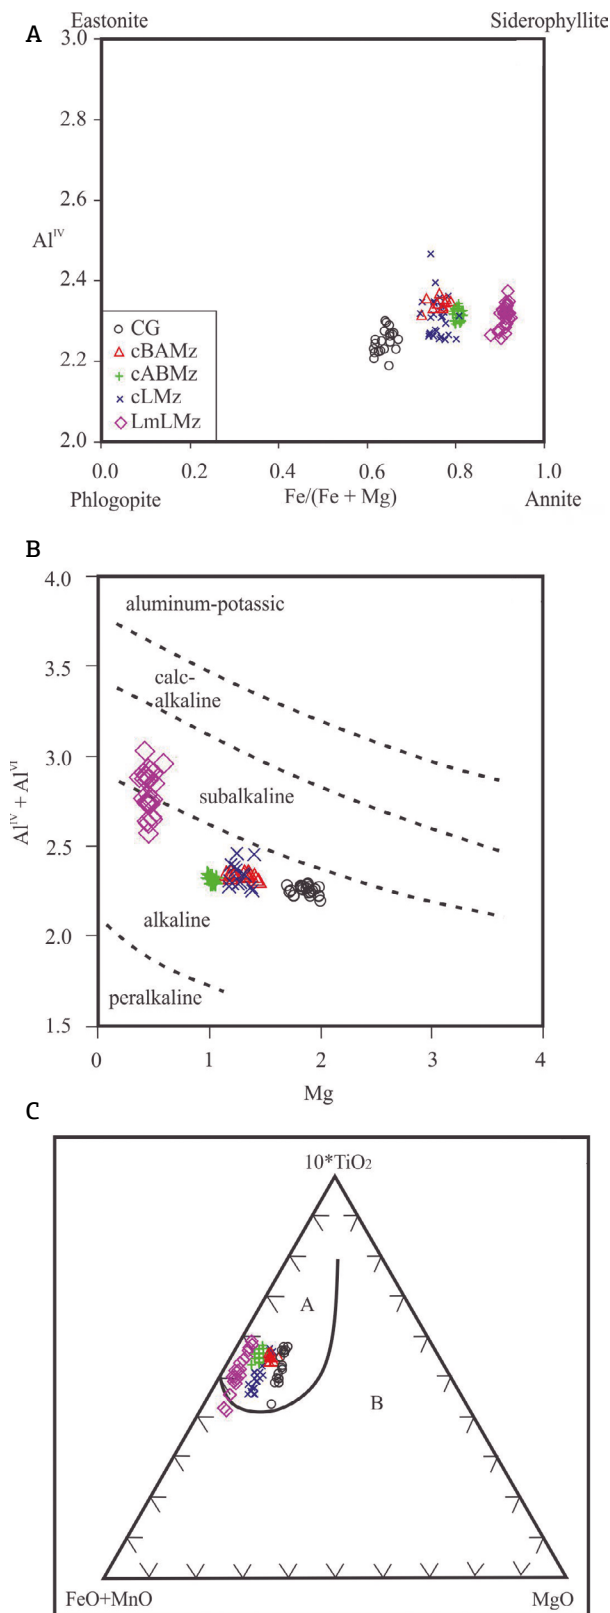 A
Eastonite Siderophyllite
3.0
2.8
2.6
Al^IV
2.4
2.2
2.0
CG
cBAMz
cABMz
cLMz
LmLMz
0.0 0.2 0.4 0.6 0.8 1.0
Phlogopite Fe/(Fe + Mg) Annite
B
4.0
3.5
3.0
2.5
2.0
1.5
Al^IV + Al^VI
aluminum-potassic
calc-
alkaline
subalkaline
alkaline
peralkaline
0 1 2 3 4
Mg
C
10*TiO₂
A
B
FeO+MnO MgO